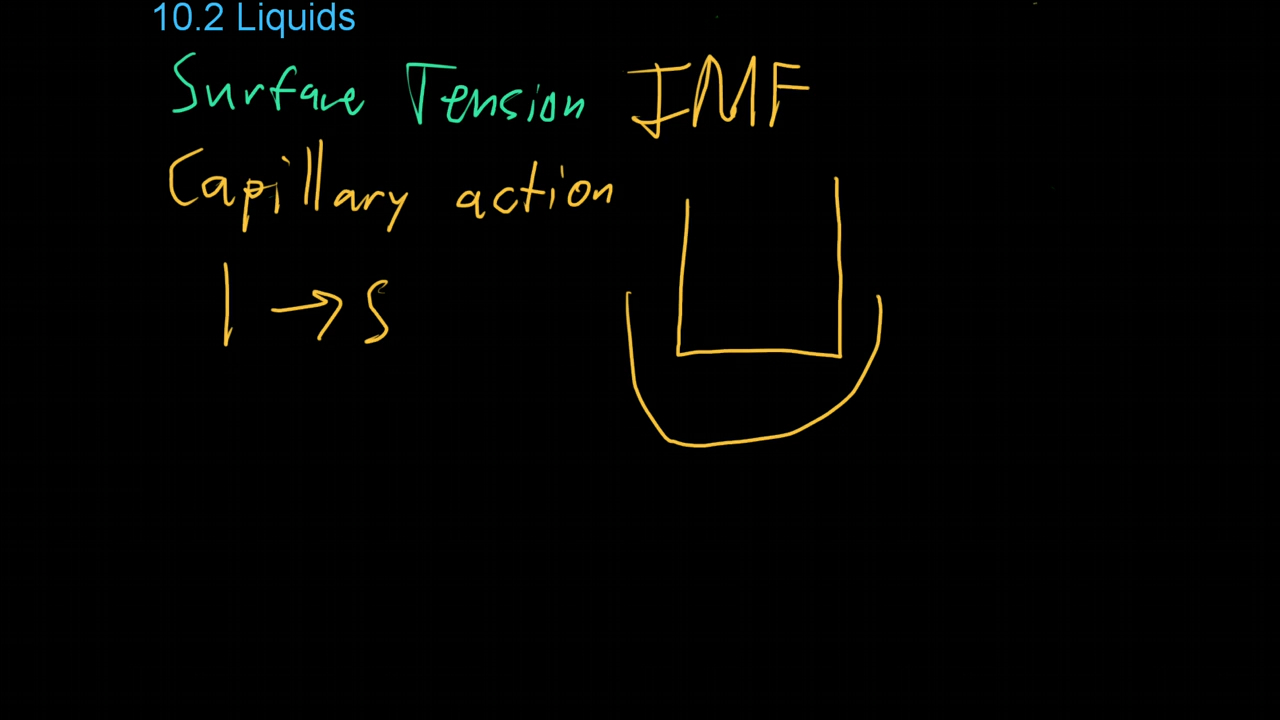 10.2 Liquids
Surface Tension IMF
Capillary action
l → s